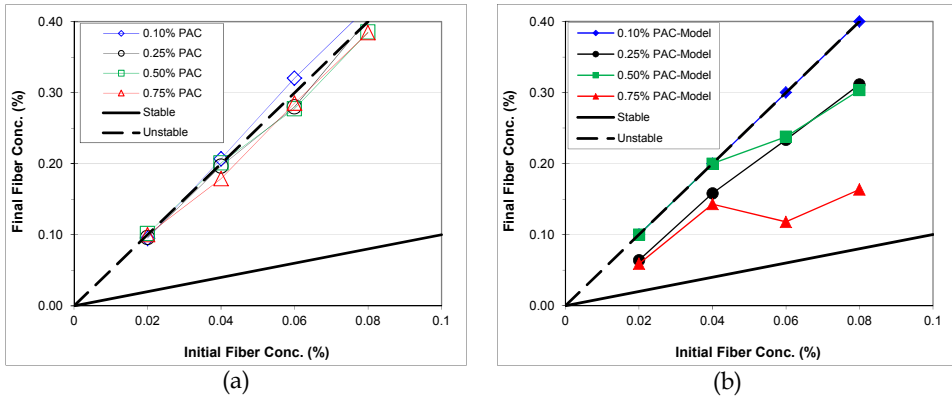 0.40
0.30
0.20
0.10
0.00
Final Fiber Conc. (%)
0.10% PAC
0.25% PAC
0.50% PAC
0.75% PAC
Stable
Unstable
0 0.02 0.04 0.06 0.08 0.1
Initial Fiber Conc. (%)
(a)
0.40
0.30
0.20
0.10
0.00
Final Fiber Conc. (%)
0.10% PAC-Model
0.25% PAC-Model
0.50% PAC-Model
0.75% PAC-Model
Stable
Unstable
0 0.02 0.04 0.06 0.08 0.1
Initial Fiber Conc. (%)
(b)